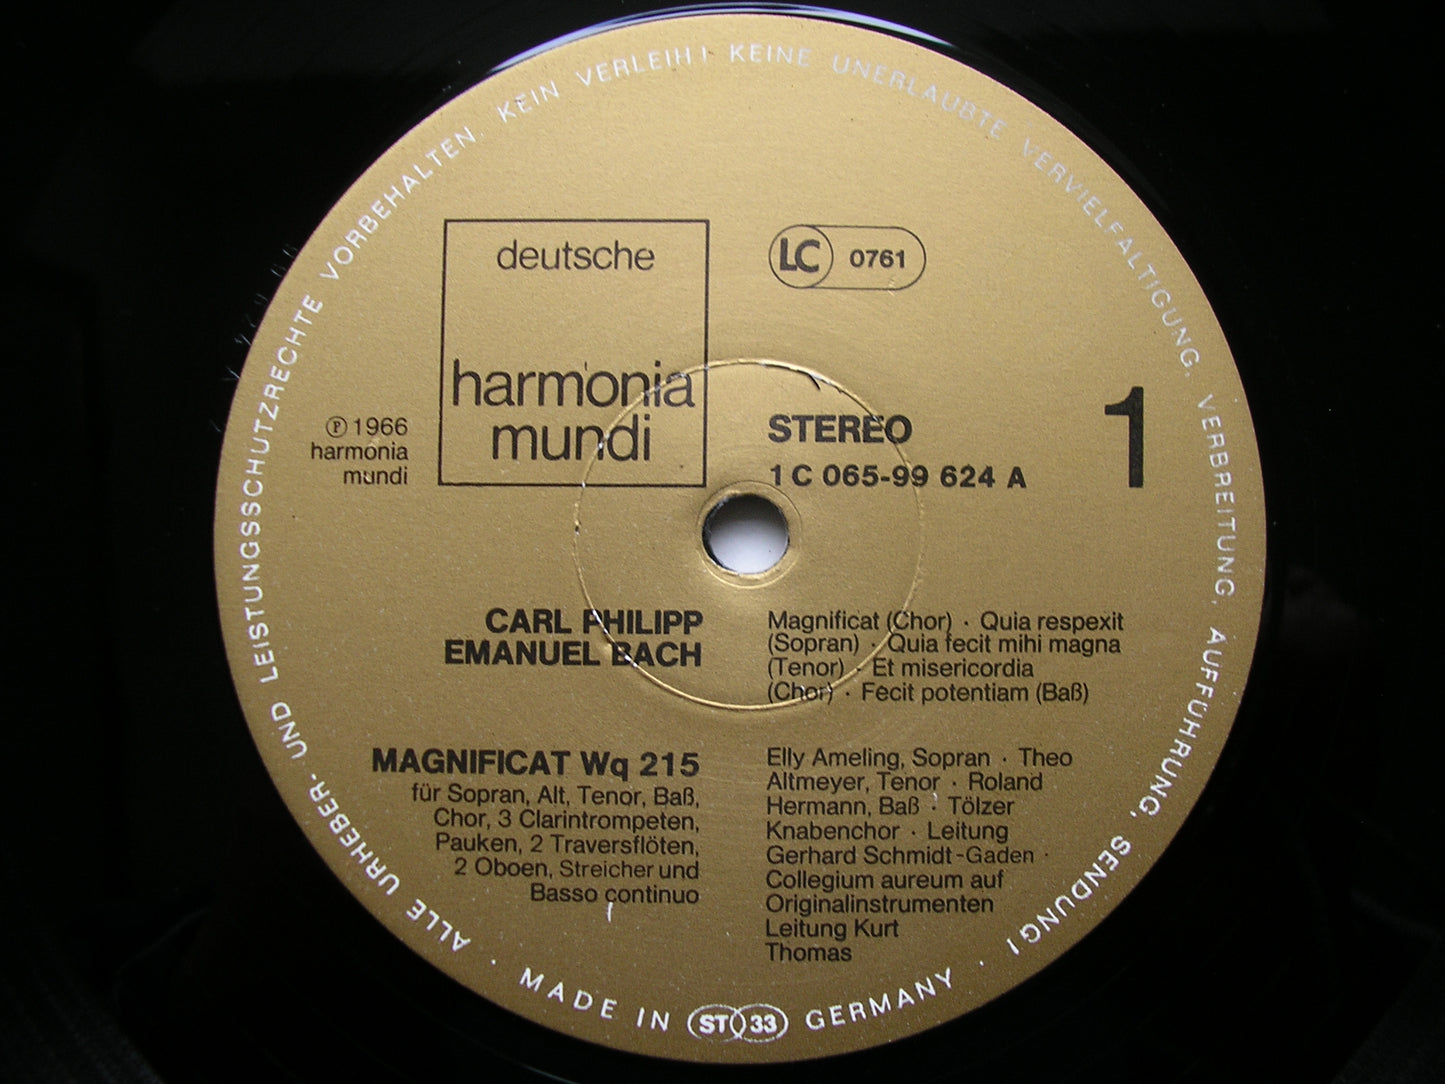 ALLE URHEBER- UND LEISTUNGSSCHUTZRECHTE VORBEHALTEN. KEIN VERLEIH! KEINE UNERLAUBTE VERVIELFÄLTIGUNG, VERBREITUNG, AUFFÜHRUNG, SENDUNG!
deutsche
harmonia
mundi
LC 0761
℗ 1966
harmonia
mundi
STEREO
1 C 065-99 624 A
1
CARL PHILIPP
EMANUEL BACH
MAGNIFICAT Wq 215
für Sopran, Alt, Tenor, Baß,
Chor, 3 Clarintrompeten,
Pauken, 2 Traversflöten,
2 Oboen, Streicher und
Basso continuo
Magnificat (Chor) · Quia respexit
(Sopran) · Quia fecit mihi magna
(Tenor) · Et misericordia
(Chor) · Fecit potentiam (Baß)
Elly Ameling, Sopran · Theo
Altmeyer, Tenor · Roland
Hermann, Baß · Tölzer
Knabenchor · Leitung
Gerhard Schmidt-Gaden ·
Collegium aureum auf
Originalinstrumenten
Leitung Kurt
Thomas
· MADE IN ST 33 GERMANY ·